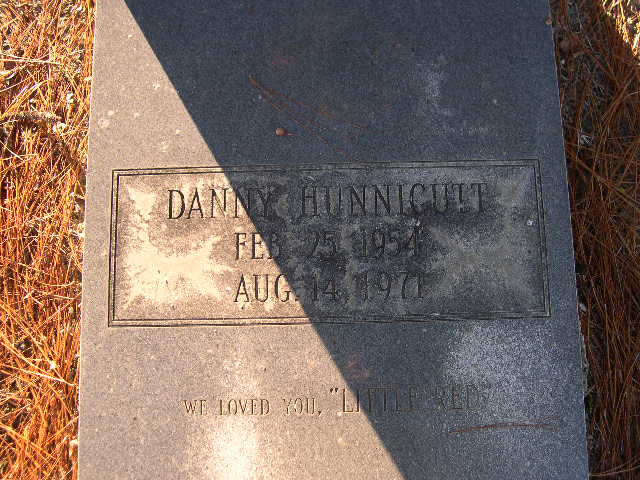 DANNY HUNNICUTT
FEB. 25, 1954
AUG. 14, 1971
WE LOVED YOU, "LITTLE RED"